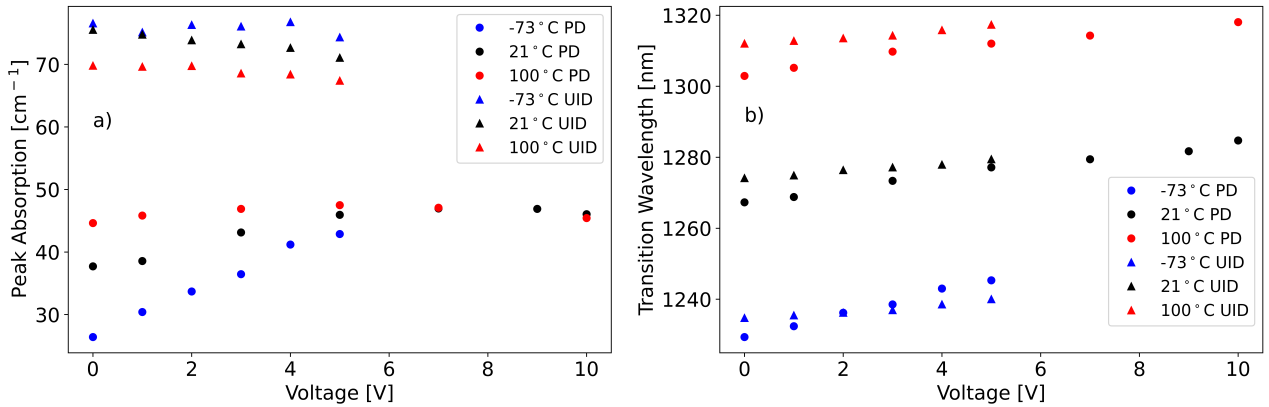 Peak Absorption [cm⁻¹]
70
60
50
40
30
0 2 4 6 8 10
Voltage [V]
a)
-73°C PD
21°C PD
100°C PD
-73°C UID
21°C UID
100°C UID
Transition Wavelength [nm]
1320
1300
1280
1260
1240
0 2 4 6 8 10
Voltage [V]
b)
-73°C PD
21°C PD
100°C PD
-73°C UID
21°C UID
100°C UID